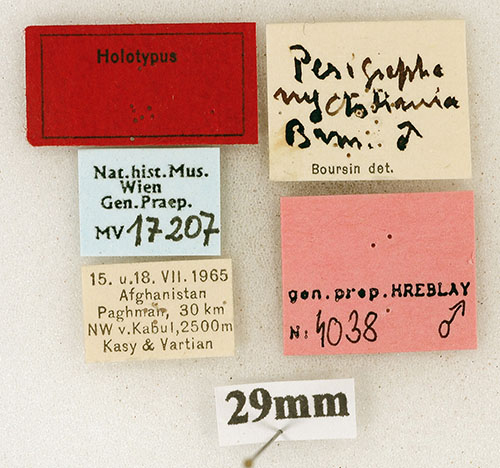 Holotypus
Perigrapha
nyctotimia
Brsn. ♂
Boursin det.
Nat.hist.Mus.
Wien
Gen.Praep.
MV 17207
15. u.18. VII. 1965
Afghanistan
Paghman, 30 km
NW v.Kabul, 2500m
Kasy & Vartian
gen.prep.HREBLAY
N: 4038 ♂
29mm